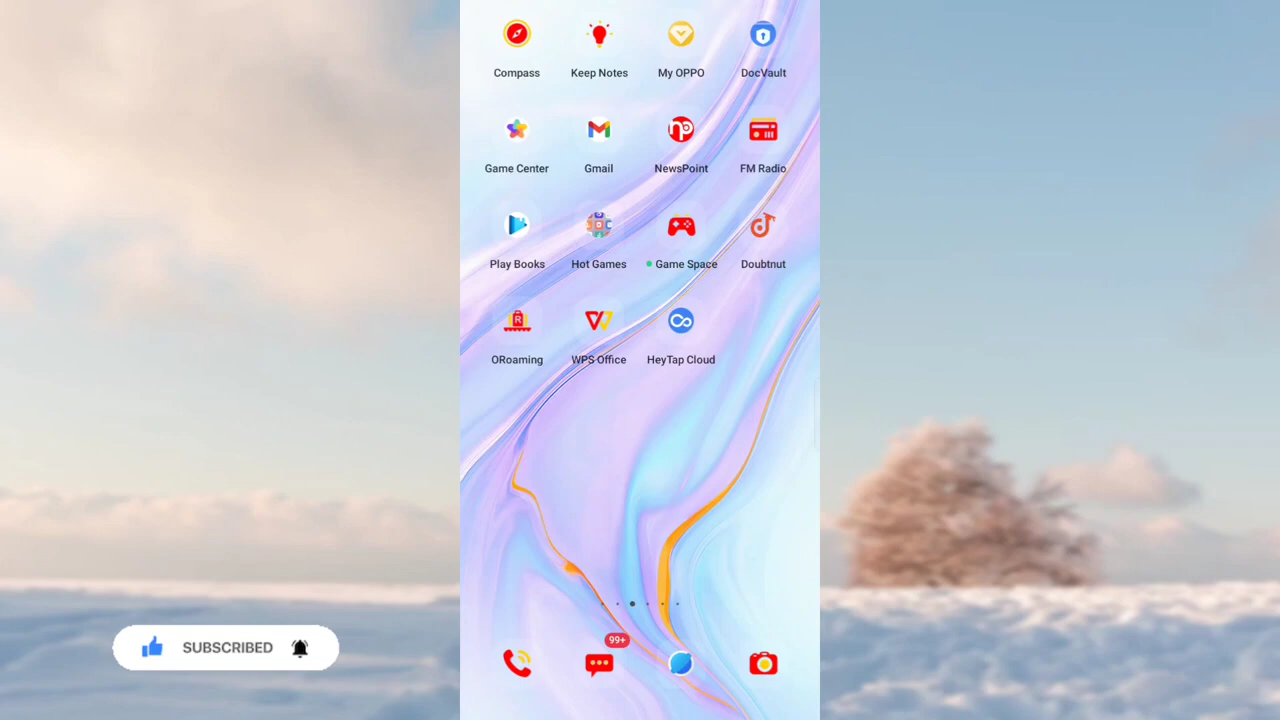 Compass
Keep Notes
My OPPO
DocVault
Game Center
Gmail
NewsPoint
FM Radio
Play Books
Hot Games
Game Space
Doubtnut
R
ORoaming
WPS Office
HeyTap Cloud
99+
SUBSCRIBED